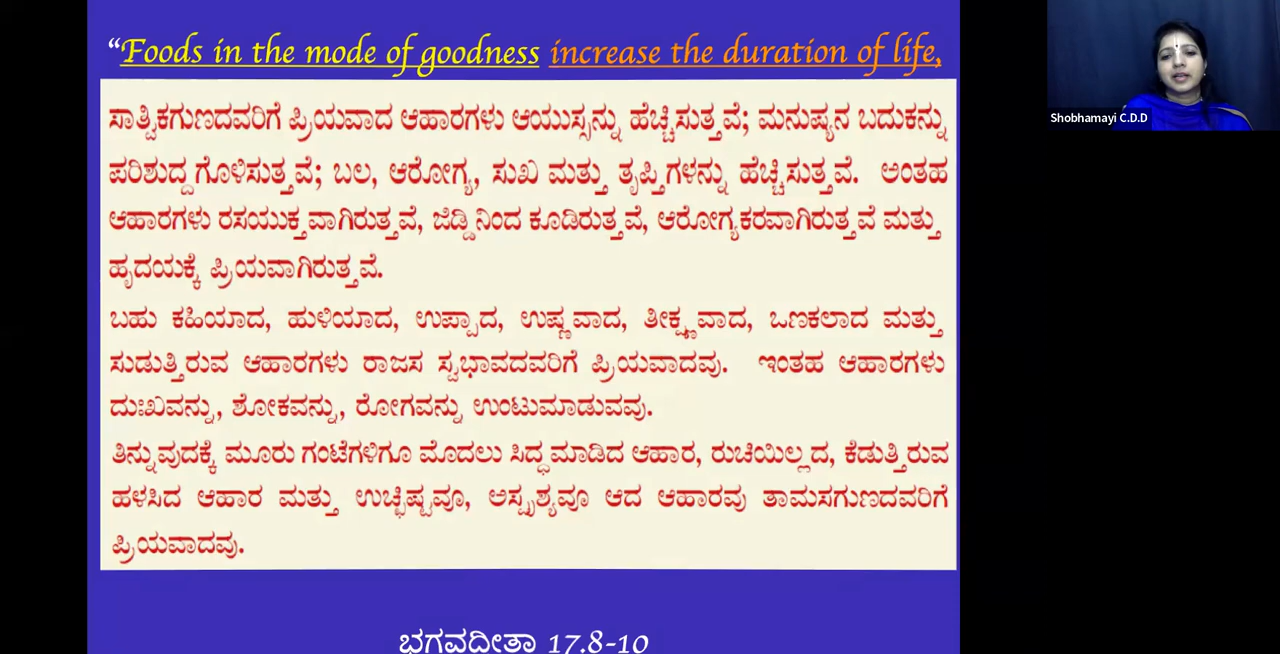 “Foods in the mode of goodness increase the duration of life,
ಸಾತ್ವಿಕಗುಣದವರಿಗೆ ಪ್ರಿಯವಾದ ಆಹಾರಗಳು ಆಯುಸ್ಸನ್ನು ಹೆಚ್ಚಿಸುತ್ತವೆ; ಮನುಷ್ಯನ ಬದುಕನ್ನು
ಪರಿಶುದ್ದಗೊಳಿಸುತ್ತವೆ; ಬಲ, ಆರೋಗ್ಯ, ಸುಖ ಮತ್ತು ತೃಪ್ತಿಗಳನ್ನು ಹೆಚ್ಚಿಸುತ್ತವೆ. ಅಂತಹ
ಆಹಾರಗಳು ರಸಯುಕ್ತವಾಗಿರುತ್ತವೆ, ಜಿಡ್ಡಿನಿಂದ ಕೂಡಿರುತ್ತವೆ, ಆರೋಗ್ಯಕರವಾಗಿರುತ್ತವೆ ಮತ್ತು
ಹೃದಯಕ್ಕೆ ಪ್ರಿಯವಾಗಿರುತ್ತವೆ.
ಬಹು ಕಹಿಯಾದ, ಹುಳಿಯಾದ, ಉಪ್ಪಾದ, ಉಷ್ಣವಾದ, ತೀಕ್ಷ್ಣವಾದ, ಒಣಕಲಾದ ಮತ್ತು
ಸುಡುತ್ತಿರುವ ಆಹಾರಗಳು ರಾಜಸ ಸ್ವಭಾವದವರಿಗೆ ಪ್ರಿಯವಾದವು. ಇಂತಹ ಆಹಾರಗಳು
ದುಃಖವನ್ನು, ಶೋಕವನ್ನು, ರೋಗವನ್ನು ಉಂಟುಮಾಡುವವು.
ತಿನ್ನುವುದಕ್ಕೆ ಮೂರು ಗಂಟೆಗಳಿಗೂ ಮೊದಲು ಸಿದ್ಧಮಾಡಿದ ಆಹಾರ, ರುಚಿಯಿಲ್ಲದ, ಕೆಡುತ್ತಿರುವ
ಹಳಸಿದ ಆಹಾರ ಮತ್ತು ಉಚ್ಛಿಷ್ಟವೂ, ಅಸ್ಪೃಶ್ಯವೂ ಆದ ಆಹಾರವು ತಾಮಸಗುಣದವರಿಗೆ
ಪ್ರಿಯವಾದವು.
ಭಗವದೀತಾ 17.8-10
Shobhamayi C.D.D